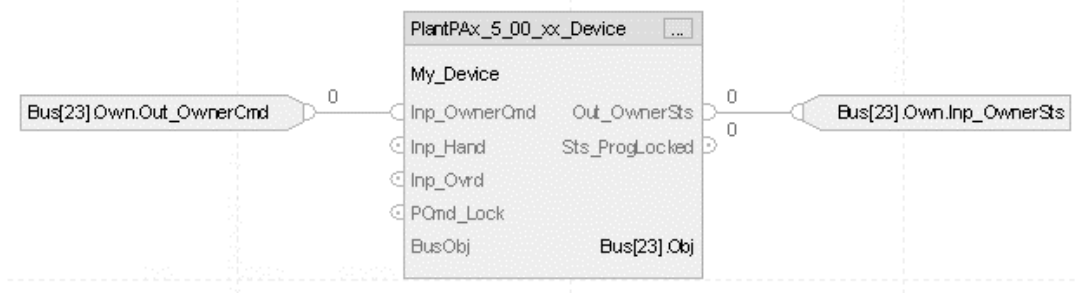 PlantPAx_5_00_xx_Device ...
My_Device
Bus[23].Own.Out_OwnerCmd 0 Inp_OwnerCmd Out_OwnerSts 0 Bus[23].Own.Inp_OwnerSts
Inp_Hand Sts_ProgLocked 0
Inp_Ovrd
PCmd_Lock
BusObj Bus[23].Obj